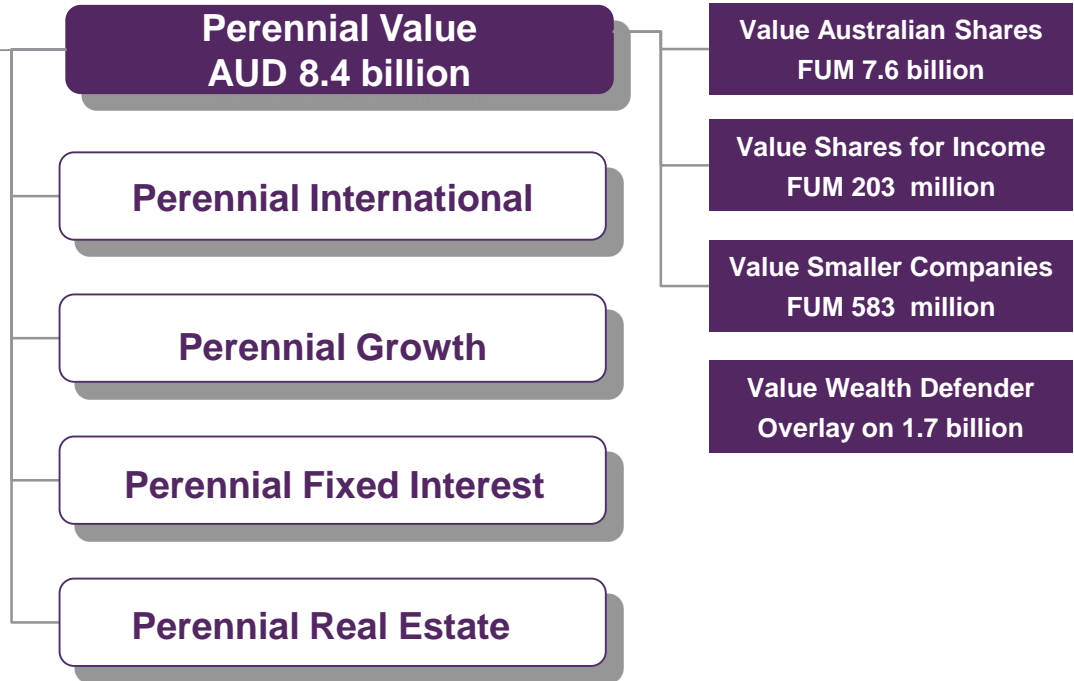 Perennial Value
AUD 8.4 billion
Perennial International
Perennial Growth
Perennial Fixed Interest
Perennial Real Estate
Value Australian Shares
FUM 7.6 billion
Value Shares for Income
FUM 203 million
Value Smaller Companies
FUM 583 million
Value Wealth Defender
Overlay on 1.7 billion